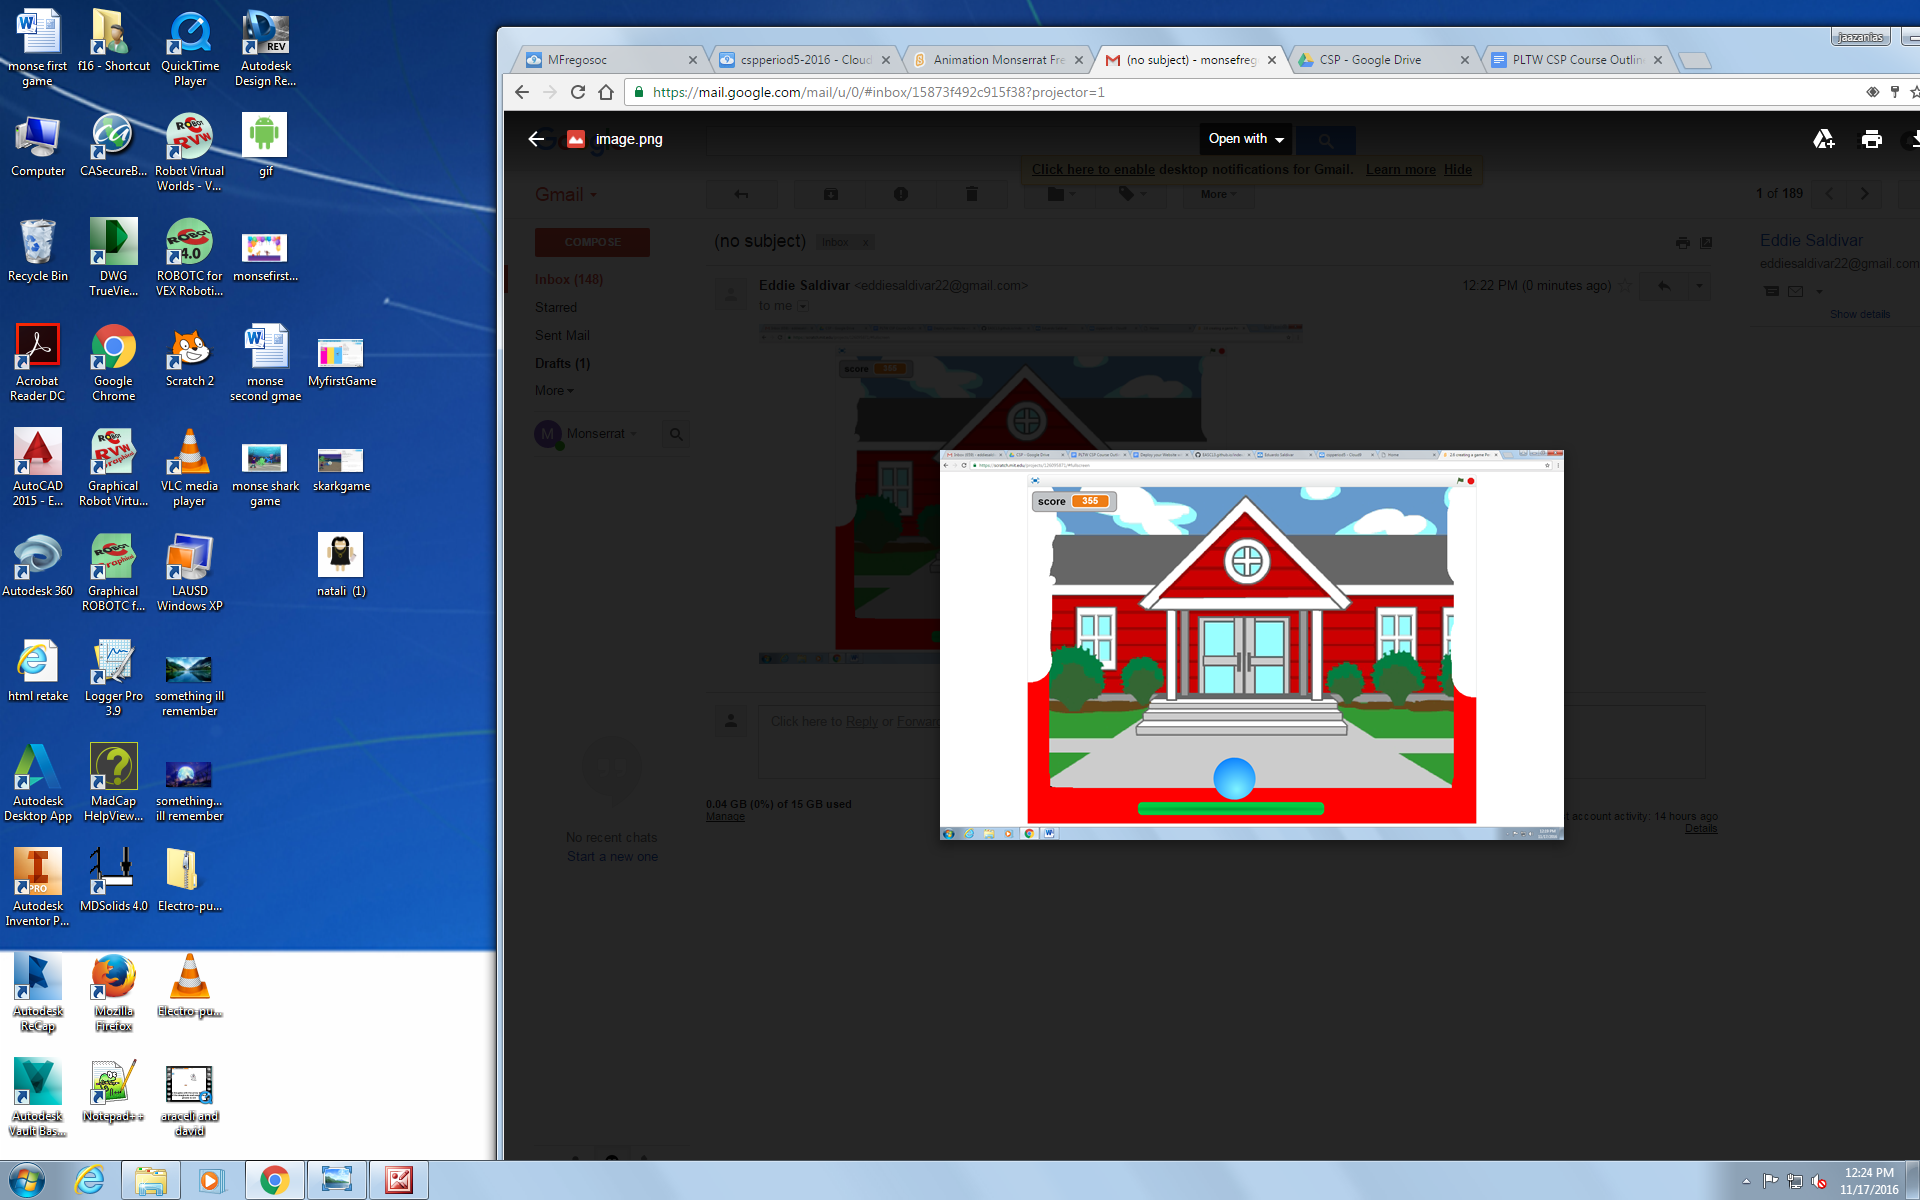 monse first
game
f16 - Shortcut
QuickTime
Player
Autodesk
Design Re...
Computer
CASecureB...
Robot Virtual
Worlds - V...
gif
Recycle Bin
DWG
TrueVie...
ROBOTC for
VEX Roboti...
monsefirst...
Acrobat
Reader DC
Google
Chrome
Scratch 2
monse
second gmae
MyfirstGame
AutoCAD
2015 - E...
Graphical
Robot Virtu...
VLC media
player
monse shark
game
skarkgame
Autodesk 360
Graphical
ROBOTC f...
LAUSD
Windows XP
natali (1)
html retake
Logger Pro
3.9
something ill
remember
Autodesk
Desktop App
MadCap
HelpView...
something...
ill remember
Autodesk
Inventor P...
MDSolids 4.0
Electro-pu...
Autodesk
ReCap
Mozilla
Firefox
Electro-pu...
Autodesk
Vault Bas...
Notepad++
araceli and
david
jaazanias
MFregosoc
cspperiod5-2016 - Cloud
Animation Monserrat Fre
(no subject) - monsefreg
CSP - Google Drive
PLTW CSP Course Outlin
https://mail.google.com/mail/u/0/#inbox/15873f492c915f38?projector=1
image.png
Open with
Click here to enable desktop notifications for Gmail. Learn more Hide
Gmail
More
1 of 189
COMPOSE
(no subject)
Inbox x
Eddie Saldivar
eddiesaldivar22@gmail.com
Inbox (148)
Eddie Saldivar <eddiesaldivar22@gmail.com>
12:22 PM (0 minutes ago)
to me
Starred
Sent Mail
Drafts (1)
More
Show details
M Monserrat
score 355
score 355
Click here to Reply or Forwar
0.04 GB (0%) of 15 GB used
Manage
t account activity: 14 hours ago
Details
No recent chats
Start a new one
12:24 PM
11/17/2016